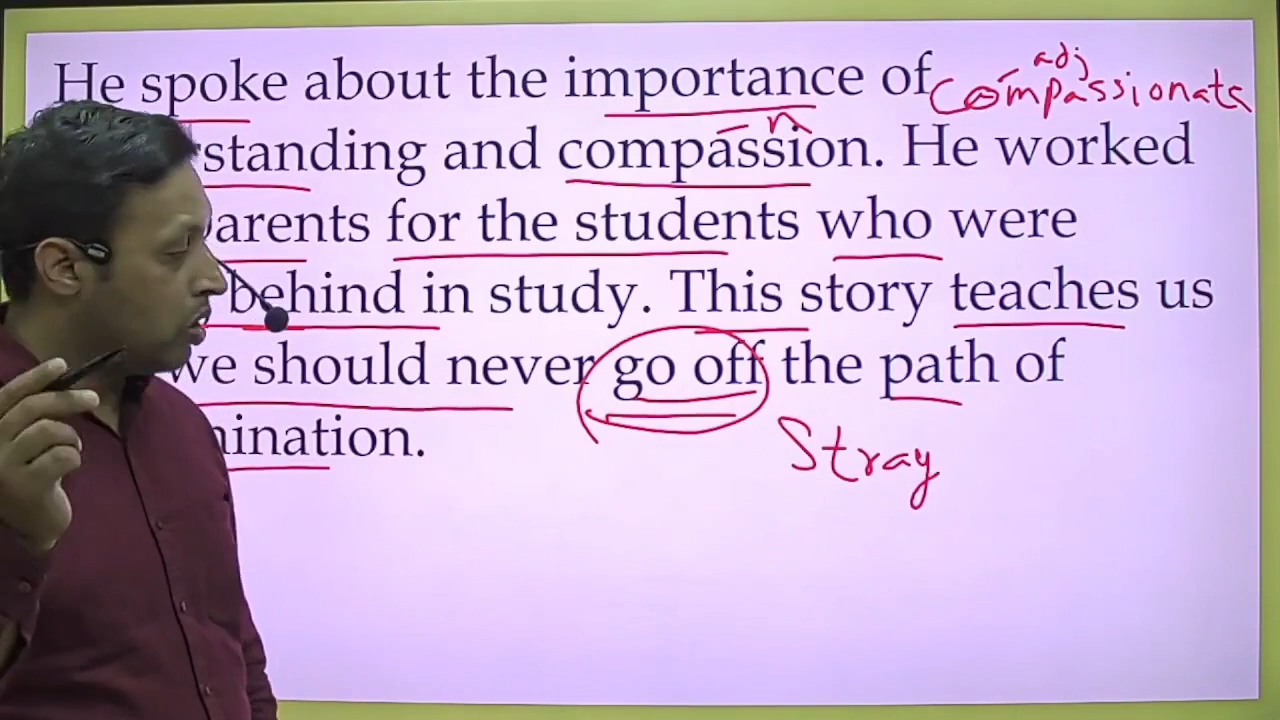 He spoke about the importance of
adj
compassionate
n
standing and compassion. He worked
parents for the students who were
behind in study. This story teaches us
we should never go off the path of
Stray
mination.